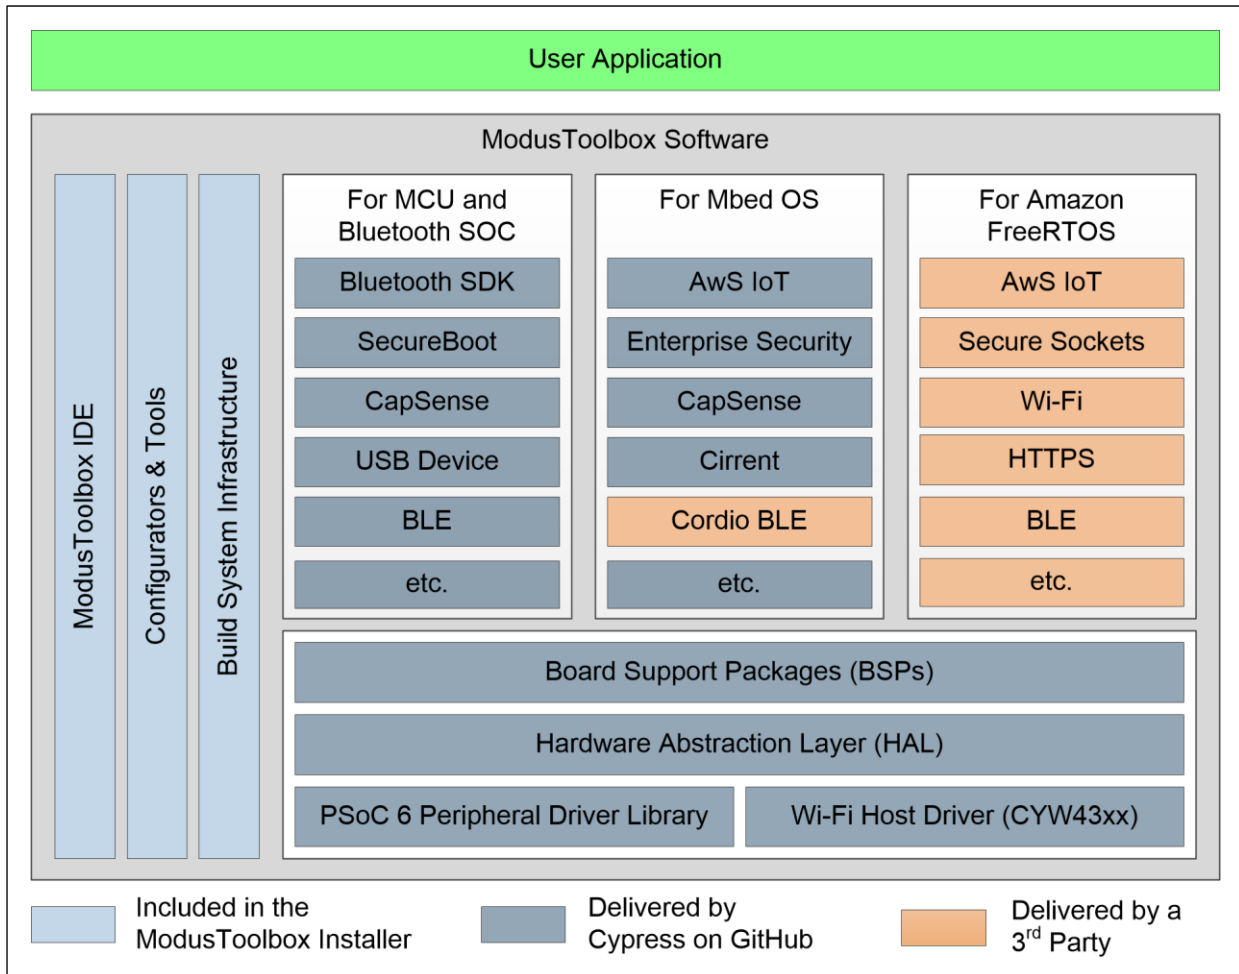 User Application
ModusToolbox Software
ModusToolbox IDE
Configurators & Tools
Build System Infrastructure
For MCU and
Bluetooth SOC
Bluetooth SDK
SecureBoot
CapSense
USB Device
BLE
etc.
For Mbed OS
AwS IoT
Enterprise Security
CapSense
Cirrent
Cordio BLE
etc.
For Amazon
FreeRTOS
AwS IoT
Secure Sockets
Wi-Fi
HTTPS
BLE
etc.
Board Support Packages (BSPs)
Hardware Abstraction Layer (HAL)
PSoC 6 Peripheral Driver Library
Wi-Fi Host Driver (CYW43xx)
Included in the
ModusToolbox Installer
Delivered by
Cypress on GitHub
Delivered by a
3rd Party